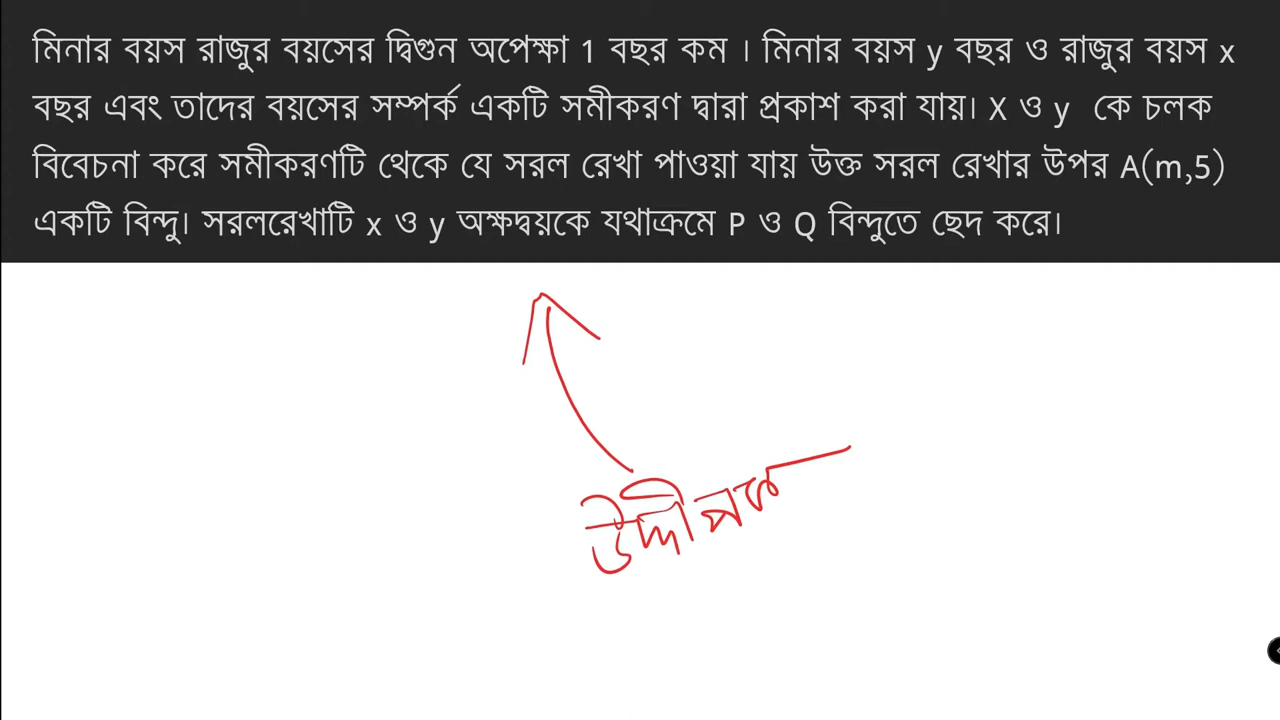 মিনার বয়স রাজুর বয়সের দ্বিগুন অপেক্ষা 1 বছর কম । মিনার বয়স y বছর ও রাজুর বয়স x
বছর এবং তাদের বয়সের সম্পর্ক একটি সমীকরণ দ্বারা প্রকাশ করা যায়। X ও y কে চলক
বিবেচনা করে সমীকরণটি থেকে যে সরল রেখা পাওয়া যায় উক্ত সরল রেখার উপর A(m,5)
একটি বিন্দু। সরলরেখাটি x ও y অক্ষদ্বয়কে যথাক্রমে P ও Q বিন্দুতে ছেদ করে।
উদ্দীপক